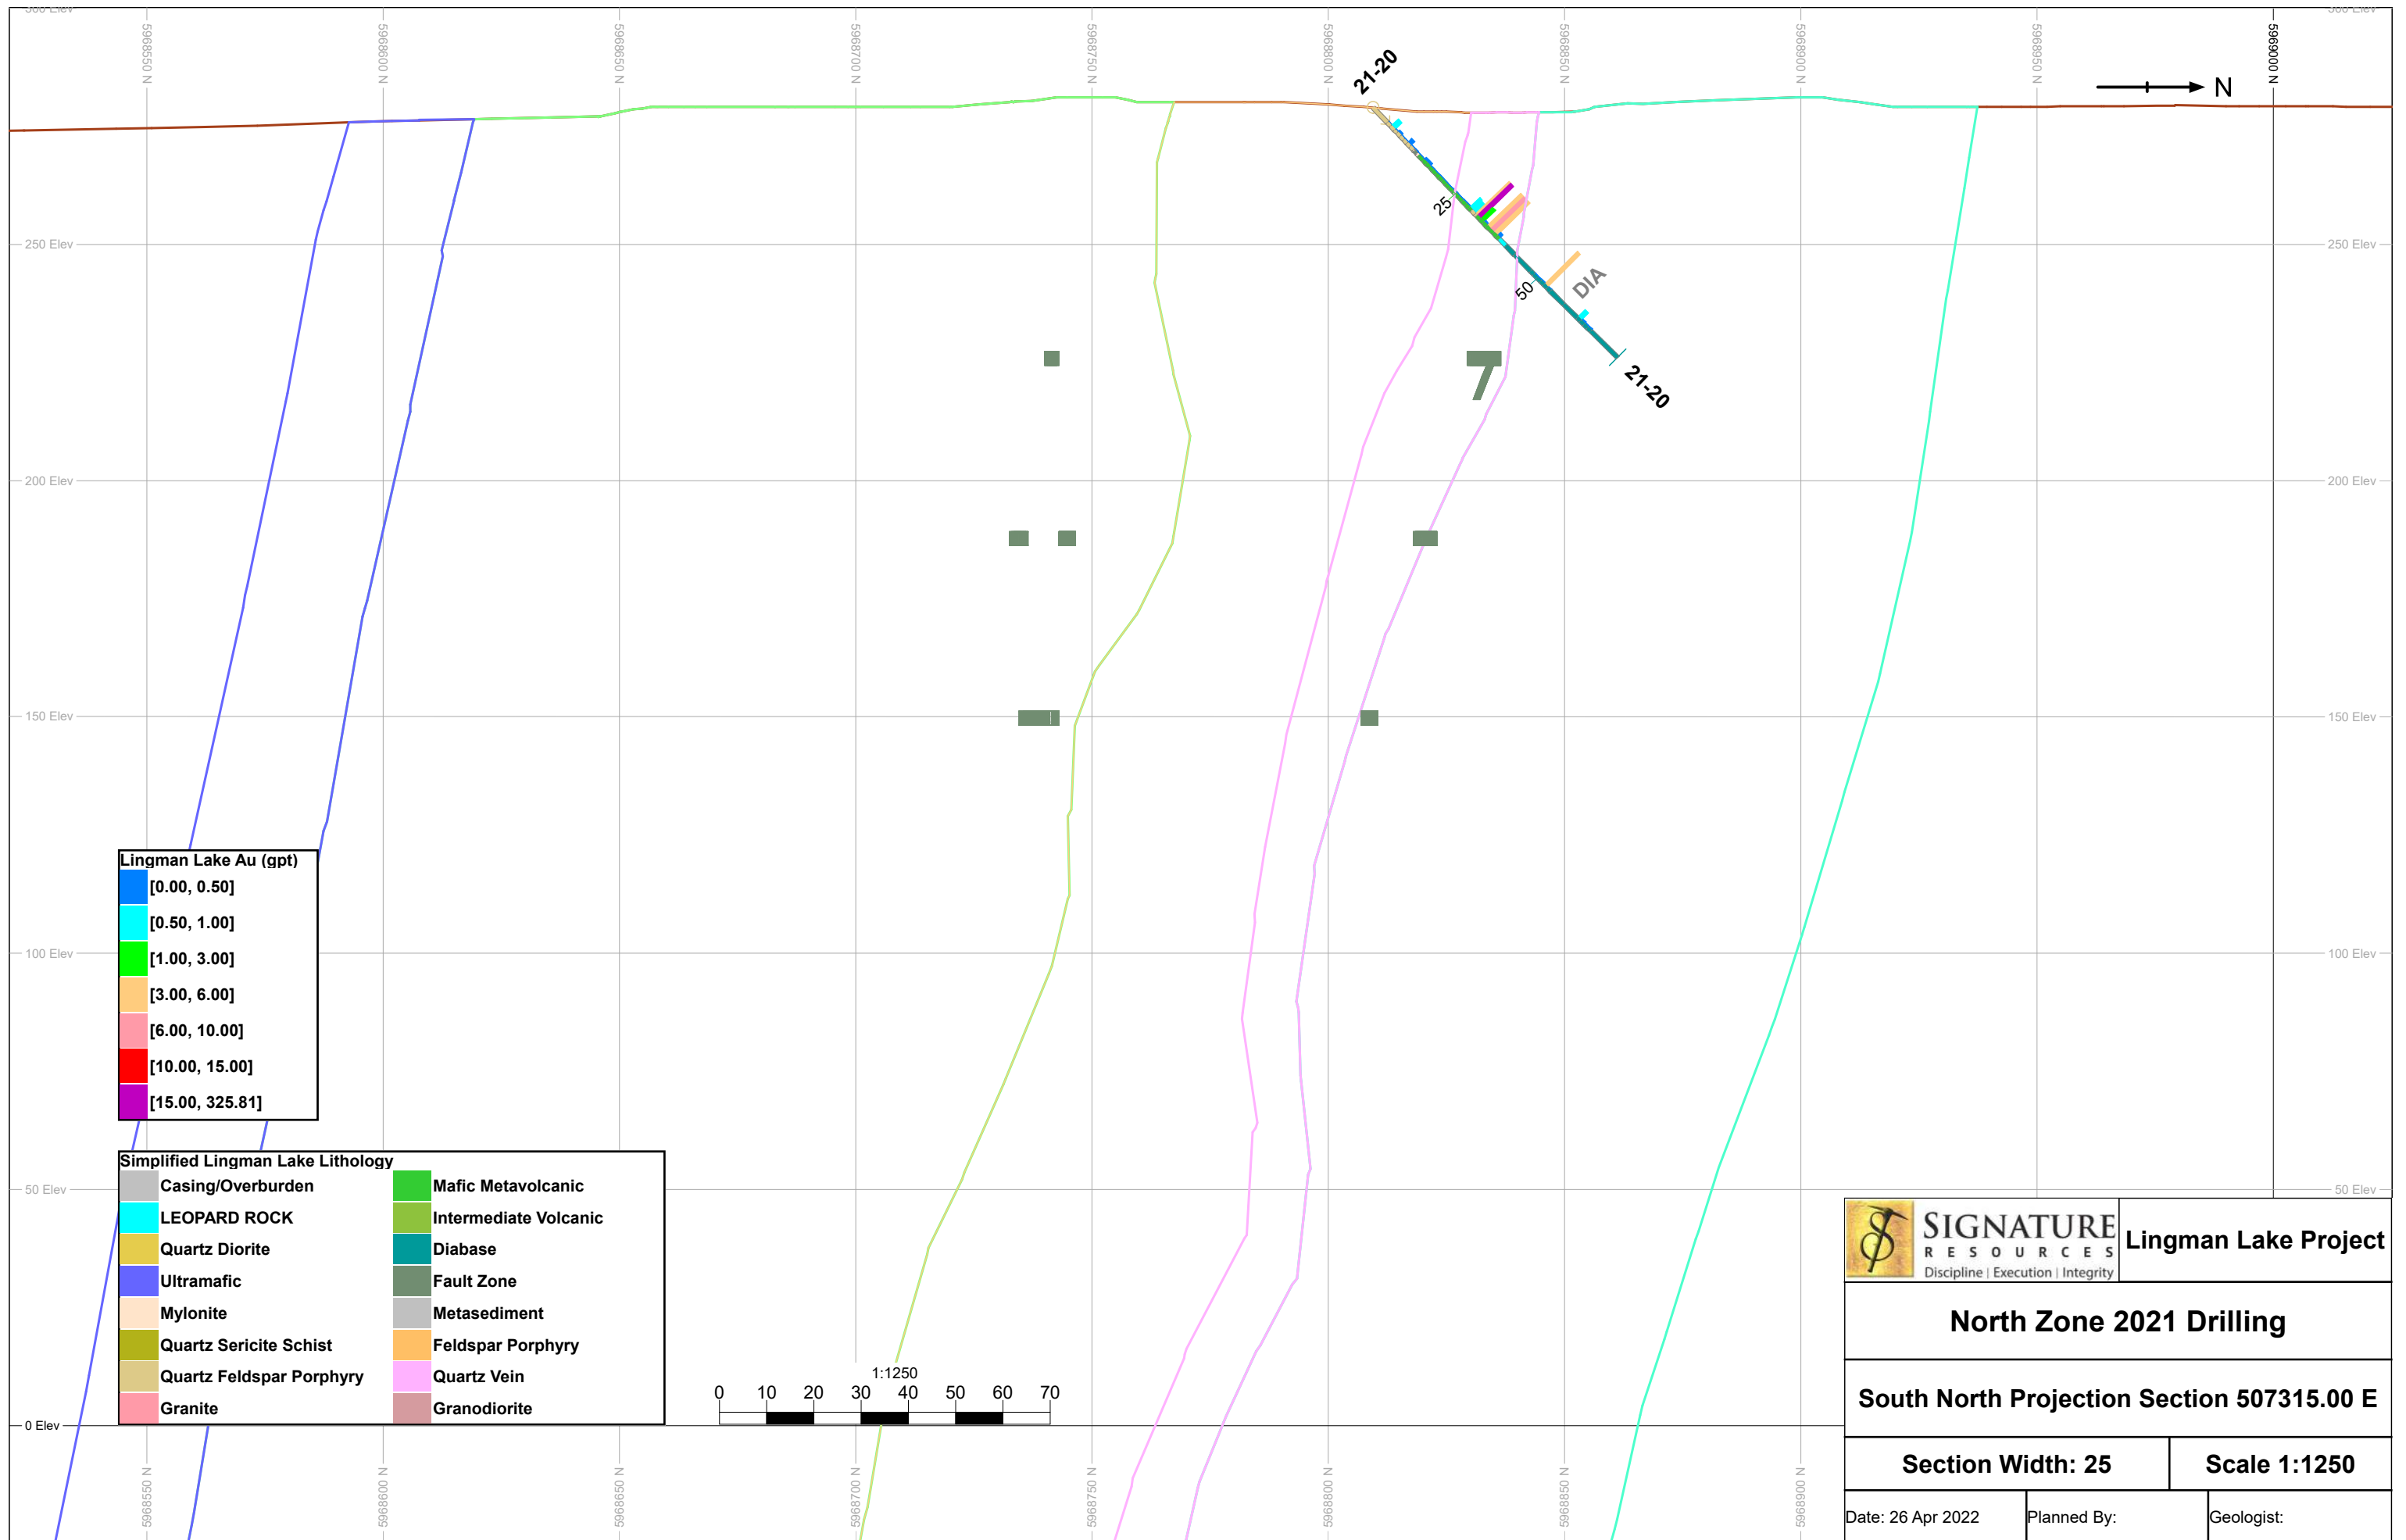 300 Elev
300 Elev
5968550 N
5968600 N
5968650 N
5968700 N
5968750 N
5968800 N
5968850 N
5968900 N
5968950 N
5969000 N
N
21-20
25
50
DIA
21-20
250 Elev
250 Elev
7
200 Elev
200 Elev
150 Elev
150 Elev
100 Elev
100 Elev
50 Elev
50 Elev
0 Elev
Lingman Lake Au (gpt)
[0.00, 0.50]
[0.50, 1.00]
[1.00, 3.00]
[3.00, 6.00]
[6.00, 10.00]
[10.00, 15.00]
[15.00, 325.81]
Simplified Lingman Lake Lithology
Casing/Overburden
LEOPARD ROCK
Quartz Diorite
Ultramafic
Mylonite
Quartz Sericite Schist
Quartz Feldspar Porphyry
Granite
Mafic Metavolcanic
Intermediate Volcanic
Diabase
Fault Zone
Metasediment
Feldspar Porphyry
Quartz Vein
Granodiorite
1:1250
0 10 20 30 40 50 60 70
5968550 N
5968600 N
5968650 N
5968700 N
5968750 N
5968800 N
5968850 N
5968900 N
SIGNATURE
RESOURCES
Discipline | Execution | Integrity
Lingman Lake Project
North Zone 2021 Drilling
South North Projection Section 507315.00 E
Section Width: 25
Scale 1:1250
Date: 26 Apr 2022
Planned By:
Geologist: